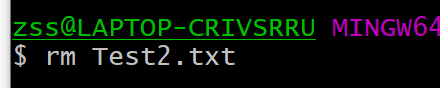 zss@LAPTOP-CRIVSRRU MINGW64
$ rm Test2.txt